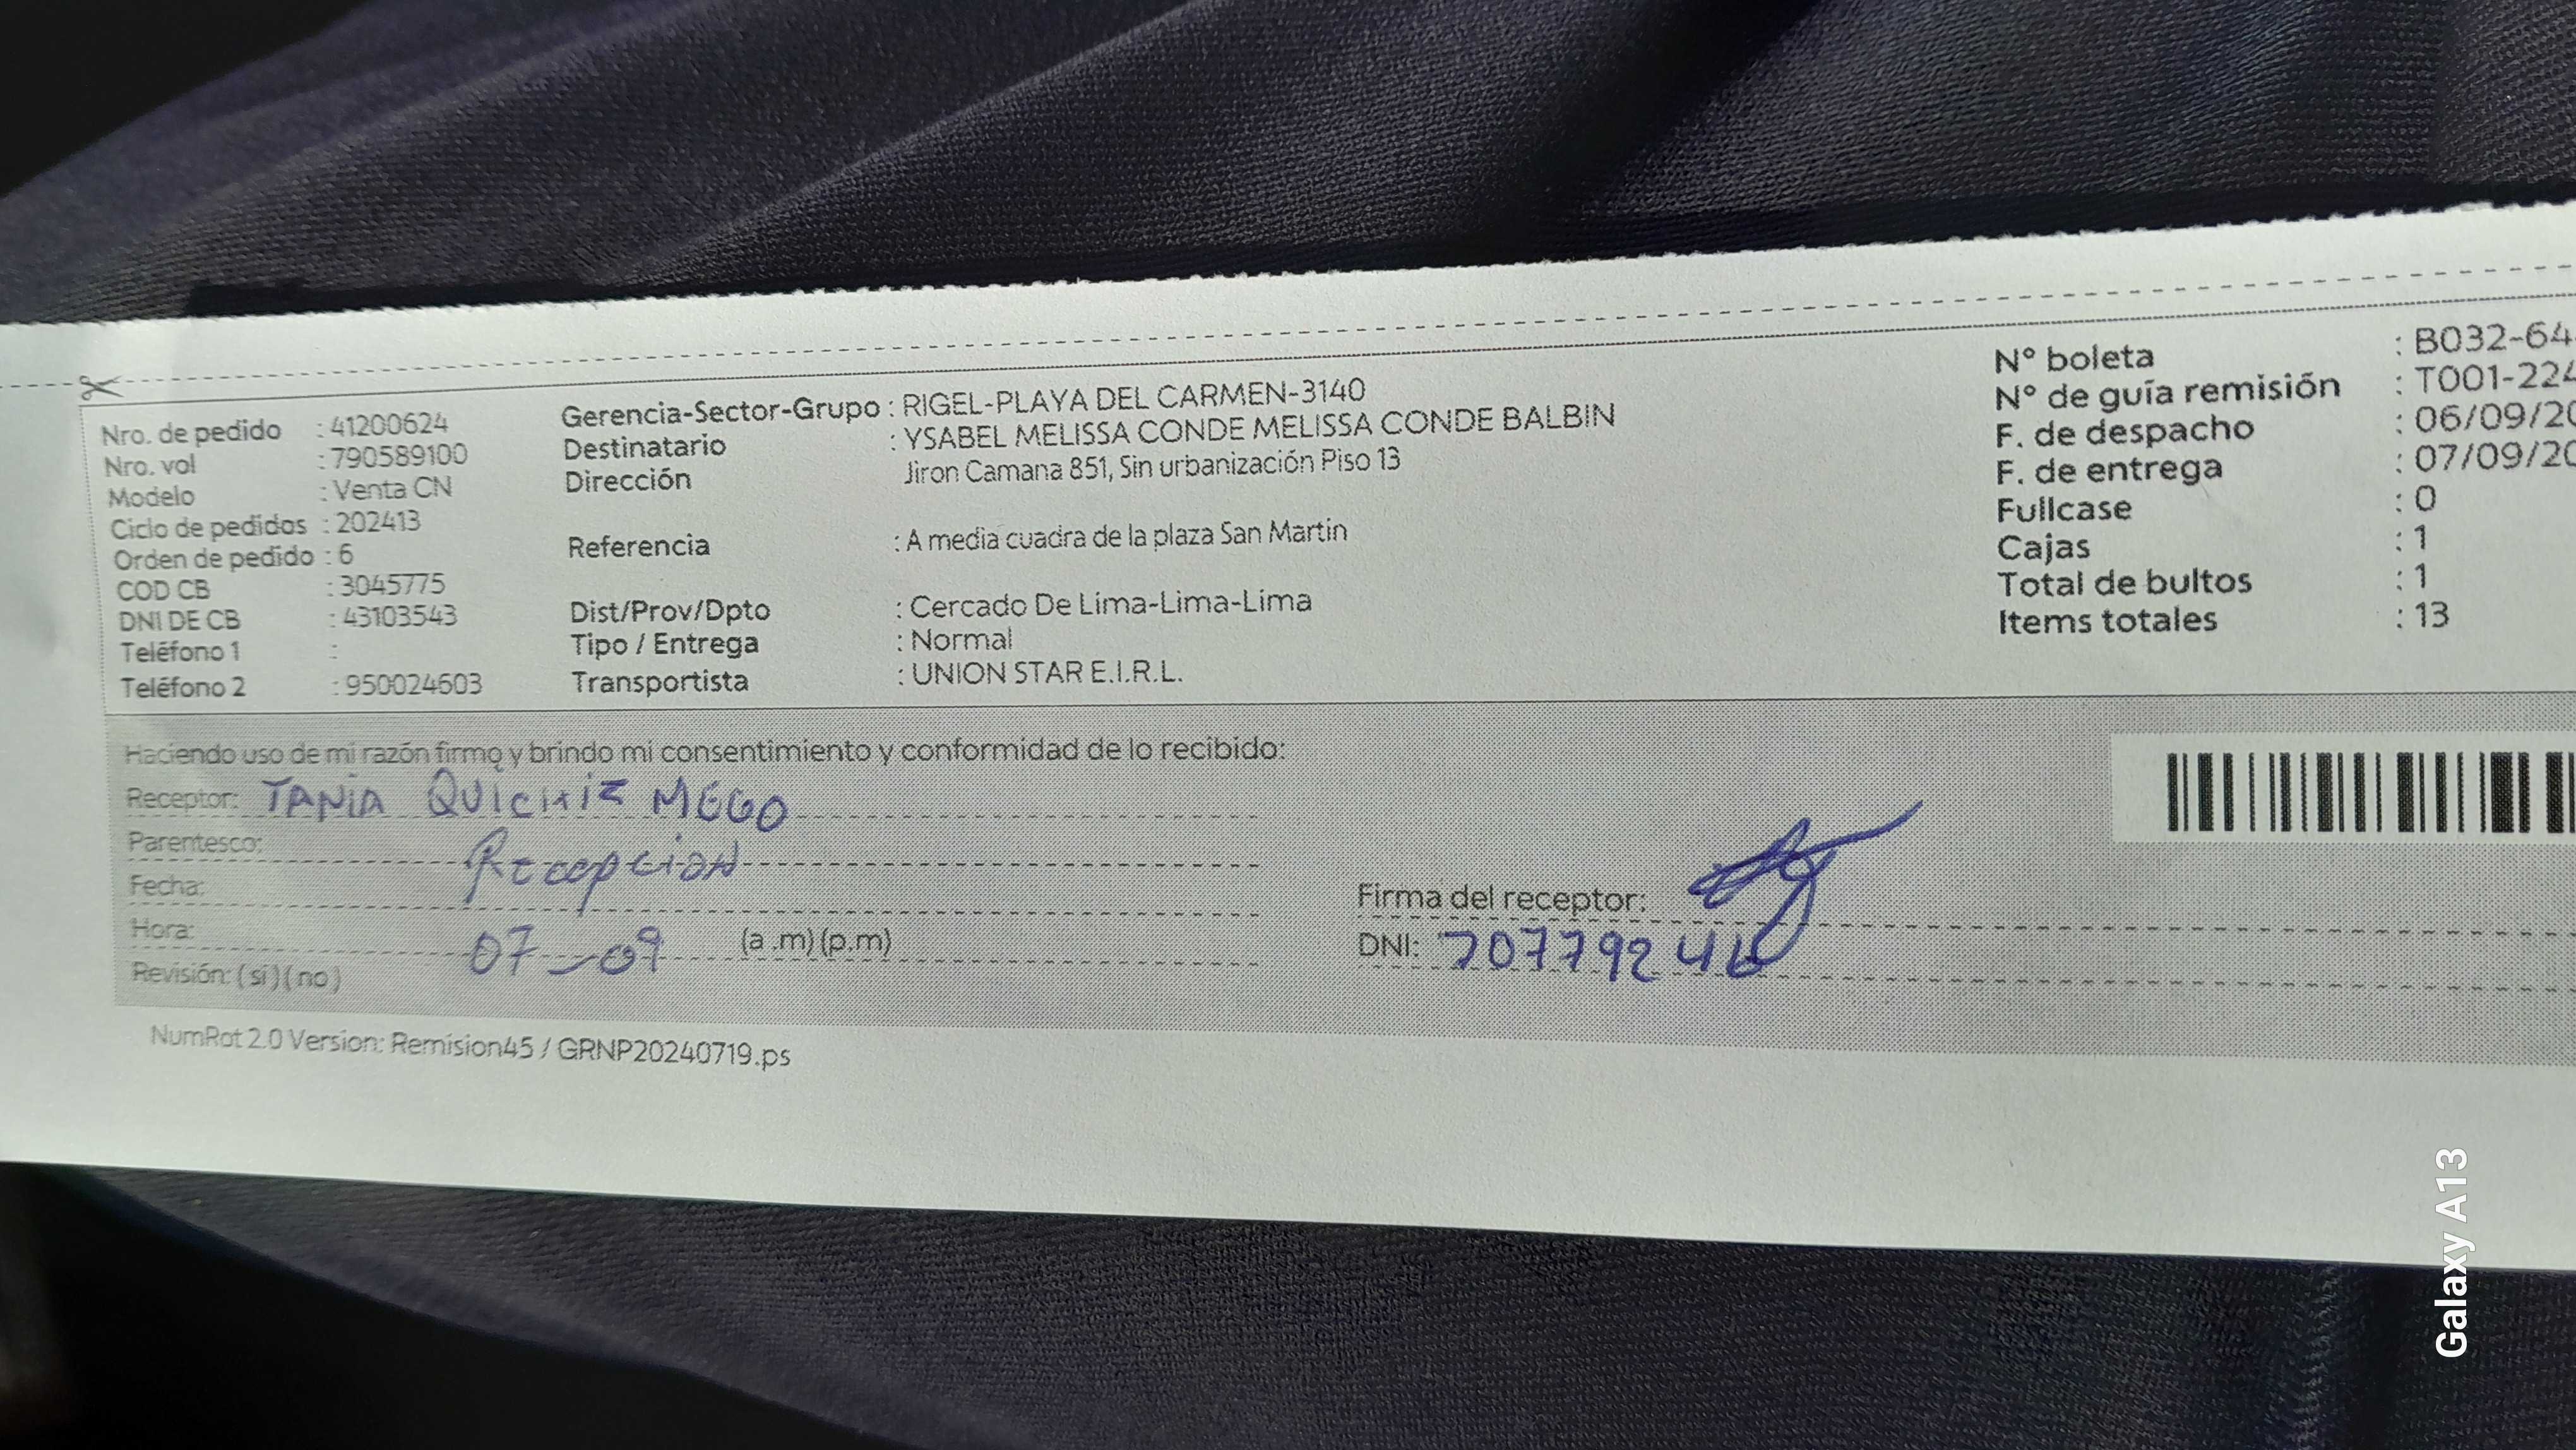 Nro. de pedido : 41200624
Nro. vol : 790589100
Modelo : Venta CN
Ciclo de pedidos : 202413
Orden de pedido : 6
COD CB : 3045775
DNI DE CB : 43103543
Teléfono 1 :
Teléfono 2 : 950024603
Gerencia-Sector-Grupo : RIGEL-PLAYA DEL CARMEN-3140
Destinatario : YSABEL MELISSA CONDE MELISSA CONDE BALBIN
Dirección Jiron Camana 851, Sin urbanización Piso 13
Referencia : A media cuadra de la plaza San Martin
Dist/Prov/Dpto : Cercado De Lima-Lima-Lima
Tipo / Entrega : Normal
Transportista : UNION STAR E.I.R.L.
N° boleta : B032-64
N° de guía remisión : T001-224
F. de despacho : 06/09/20
F. de entrega : 07/09/20
Fullcase : 0
Cajas : 1
Total de bultos : 1
Items totales : 13
Haciendo uso de mi razón firmo y brindo mi consentimiento y conformidad de lo recibido:
Receptor: TANIA QUICHIZ MEGO
Parentesco: Recepcion
Fecha:
Hora: 07-09 (a .m) (p.m)
Revisión: ( sí ) ( no )
Firma del receptor:
DNI: 70779246
NumRot 2.0 Version: Remision45 / GRNP20240719.ps
Galaxy A13